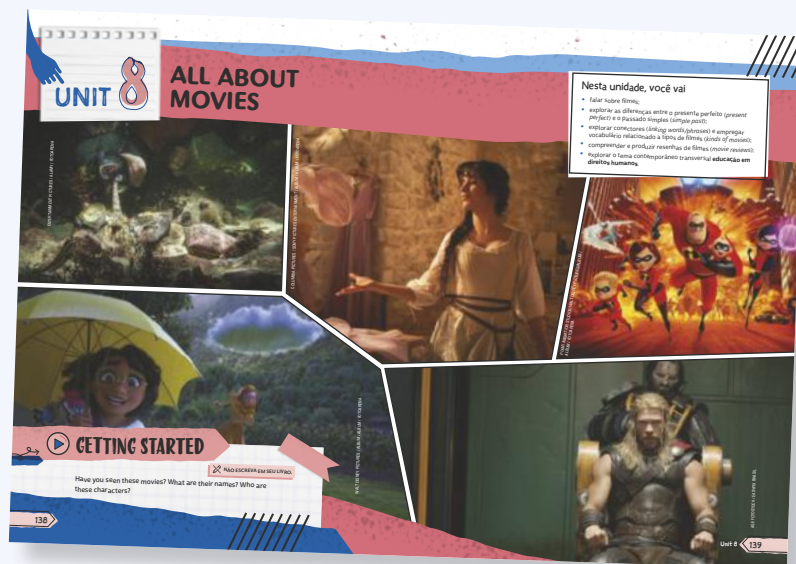 UNIT 8
ALL ABOUT
MOVIES
Nesta unidade, você vai
• falar sobre filmes;
• explorar as diferenças entre o presente perfeito (present
perfect) e o passado simples (simple past);
• explorar conectores (linking words/phrases) e empregar
vocabulário relacionado a tipos de filmes (kinds of movies);
• compreender e produzir resenhas de filmes (movie reviews);
• explorar o tema contemporâneo transversal educação em
direitos humanos.
GETTING STARTED
NÃO ESCREVA EM SEU LIVRO.
Have you seen these movies? What are their names? Who are
these characters?
138
Unit 8
139